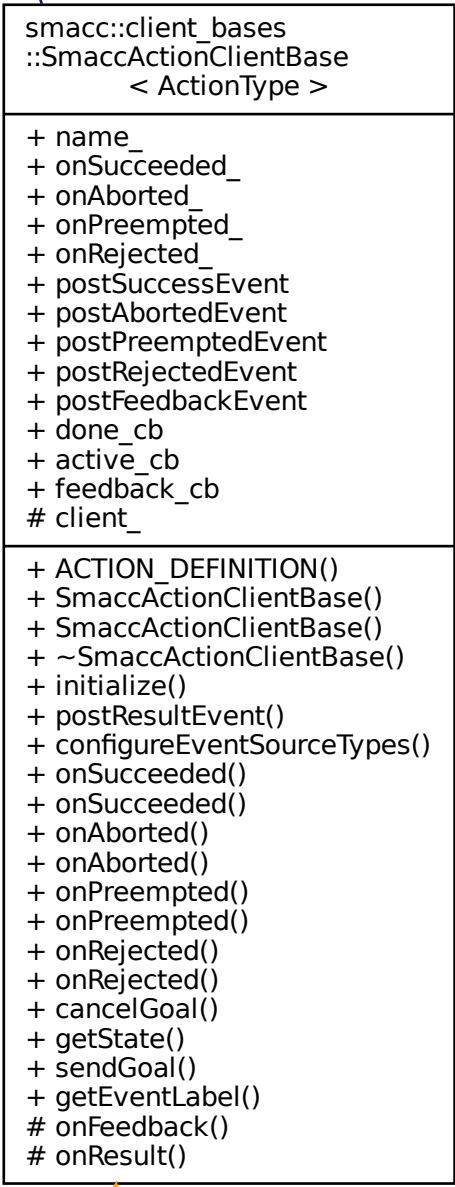 smacc::client_bases
::SmaccActionClientBase
< ActionType >
+ name_
+ onSucceeded_
+ onAborted_
+ onPreempted_
+ onRejected_
+ postSuccessEvent
+ postAbortedEvent
+ postPreemptedEvent
+ postRejectedEvent
+ postFeedbackEvent
+ done_cb
+ active_cb
+ feedback_cb
# client_
+ ACTION_DEFINITION()
+ SmaccActionClientBase()
+ SmaccActionClientBase()
+ ~SmaccActionClientBase()
+ initialize()
+ postResultEvent()
+ configureEventSourceTypes()
+ onSucceeded()
+ onSucceeded()
+ onAborted()
+ onAborted()
+ onPreempted()
+ onPreempted()
+ onRejected()
+ onRejected()
+ cancelGoal()
+ getState()
+ sendGoal()
+ getEventLabel()
# onFeedback()
# onResult()